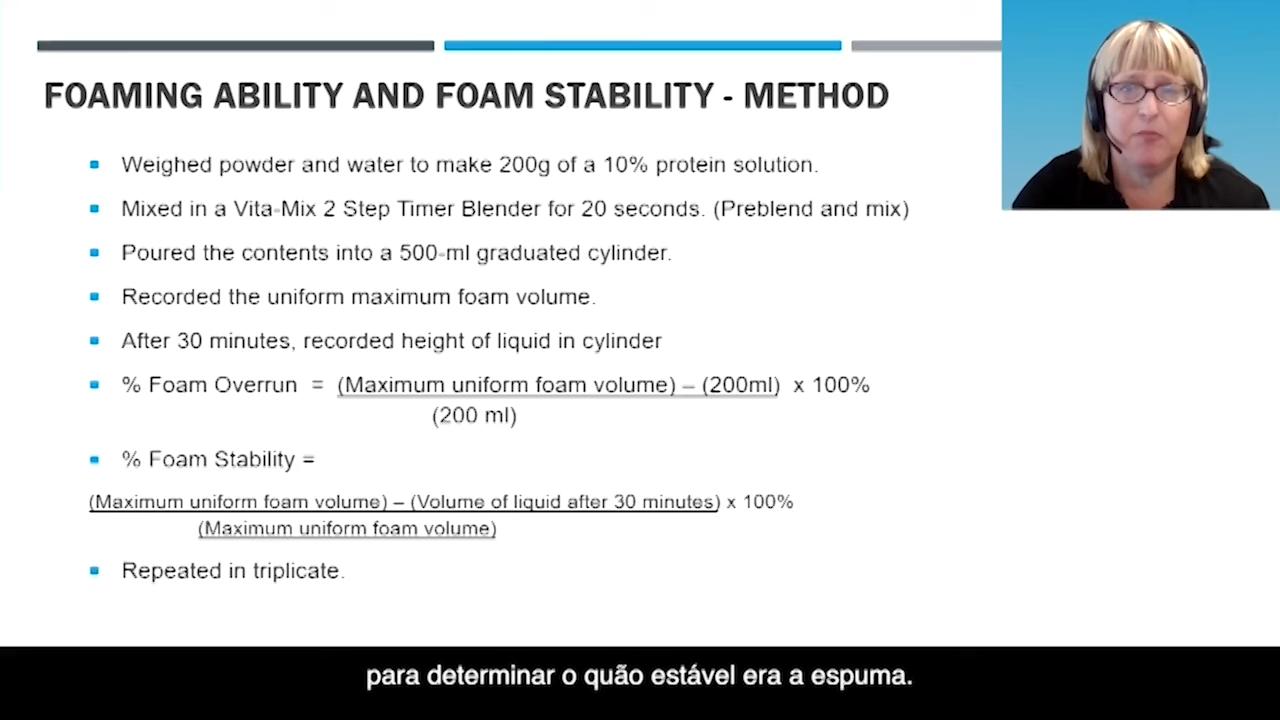 FOAMING ABILITY AND FOAM STABILITY - METHOD
Weighed powder and water to make 200g of a 10% protein solution.
Mixed in a Vita-Mix 2 Step Timer Blender for 20 seconds. (Preblend and mix)
Poured the contents into a 500-ml graduated cylinder.
Recorded the uniform maximum foam volume.
After 30 minutes, recorded height of liquid in cylinder
% Foam Overrun = (Maximum uniform foam volume) – (200ml) x 100%
(200 ml)
% Foam Stability =
(Maximum uniform foam volume) – (Volume of liquid after 30 minutes) x 100%
(Maximum uniform foam volume)
Repeated in triplicate.
para determinar o quão estável era a espuma.